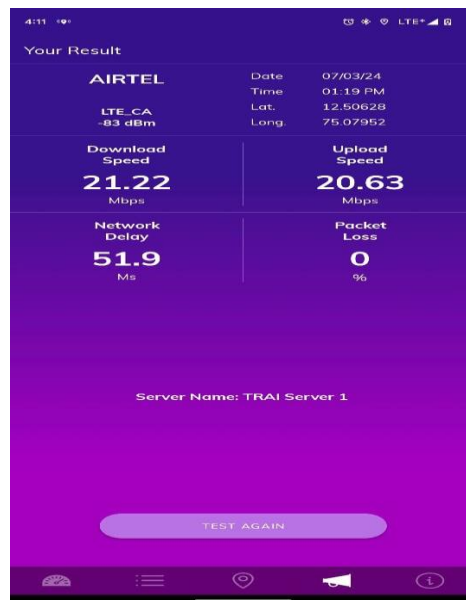 4:11 LTE+
Your Result
AIRTEL
LTE_CA
-83 dBm
Date 07/03/24
Time 01:19 PM
Lat. 12.50628
Long. 75.07952
Download
Speed
21.22
Mbps
Upload
Speed
20.63
Mbps
Network
Delay
51.9
Ms
Packet
Loss
0
%
Server Name: TRAI Server 1
TEST AGAIN